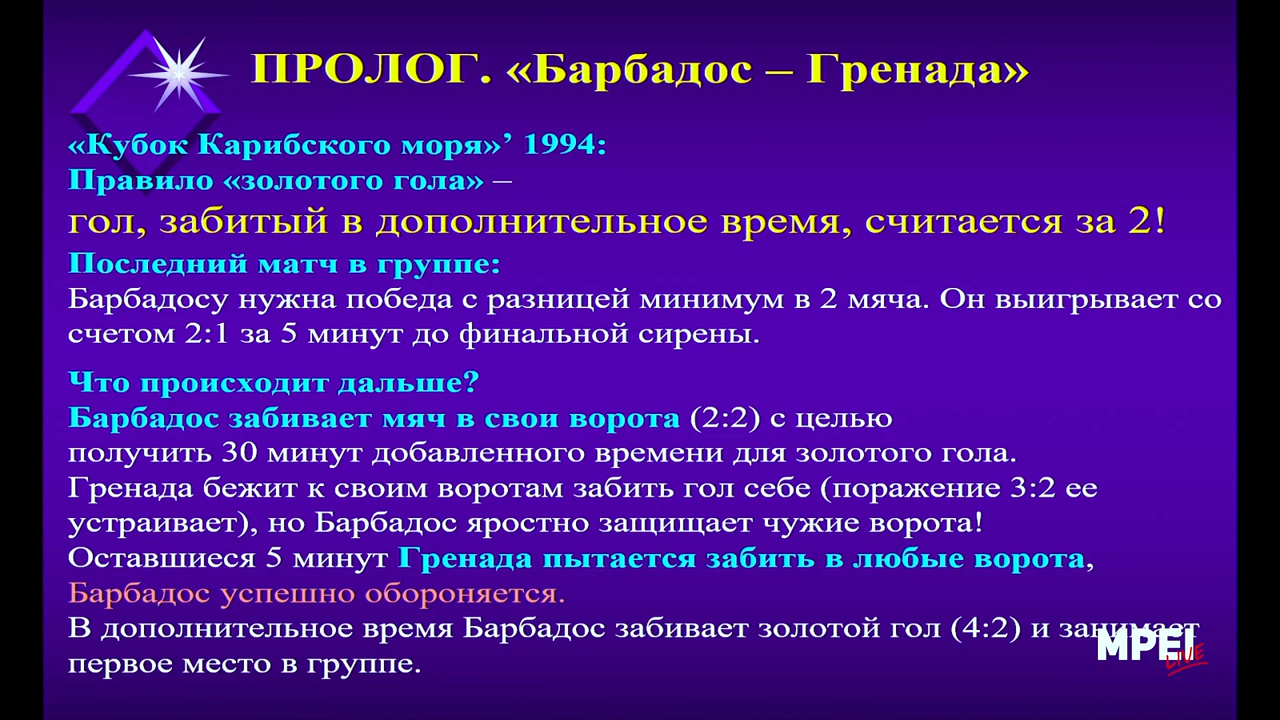 ПРОЛОГ. «Барбадос – Гренада»
«Кубок Карибского моря»’ 1994:
Правило «золотого гола» –
гол, забитый в дополнительное время, считается за 2!
Последний матч в группе:
Барбадосу нужна победа с разницей минимум в 2 мяча. Он выигрывает со
счетом 2:1 за 5 минут до финальной сирены.
Что происходит дальше?
Барбадос забивает мяч в свои ворота (2:2) с целью
получить 30 минут добавленного времени для золотого гола.
Гренада бежит к своим воротам забить гол себе (поражение 3:2 ее
устраивает), но Барбадос яростно защищает чужие ворота!
Оставшиеся 5 минут Гренада пытается забить в любые ворота,
Барбадос успешно обороняется.
В дополнительное время Барбадос забивает золотой гол (4:2) и занимает
первое место в группе.
MPEI
LIVE